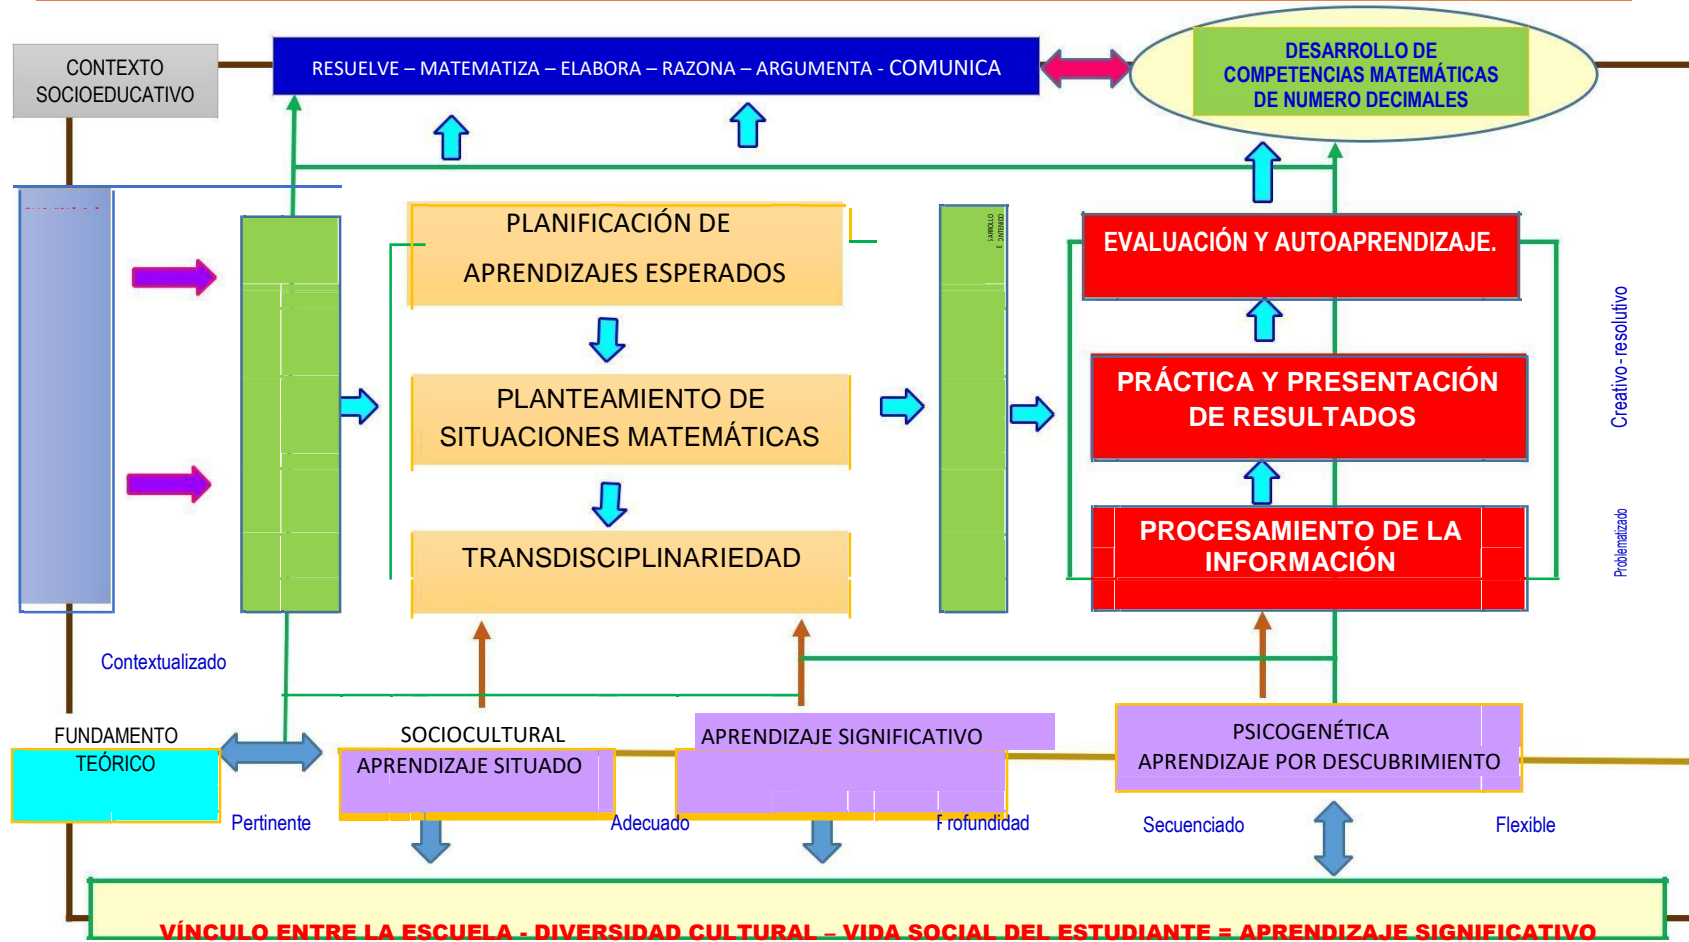 CONTEXTO
SOCIOEDUCATIVO
RESUELVE – MATEMATIZA – ELABORA – RAZONA – ARGUMENTA - COMUNICA
DESARROLLO DE
COMPETENCIAS MATEMÁTICAS
DE NUMERO DECIMALES
PLANIFICACIÓN DE
APRENDIZAJES ESPERADOS
PLANTEAMIENTO DE
SITUACIONES MATEMÁTICAS
TRANSDISCIPLINARIEDAD
EVALUACIÓN Y AUTOAPRENDIZAJE.
PRÁCTICA Y PRESENTACIÓN
DE RESULTADOS
PROCESAMIENTO DE LA
INFORMACIÓN
Creativo - resolutivo
Problematizado
Contextualizado
FUNDAMENTO
TEÓRICO
SOCIOCULTURAL
APRENDIZAJE SITUADO
APRENDIZAJE SIGNIFICATIVO
PSICOGENÉTICA
APRENDIZAJE POR DESCUBRIMIENTO
Pertinente
Adecuado
Profundidad
Secuenciado
Flexible
VÍNCULO ENTRE LA ESCUELA - DIVERSIDAD CULTURAL – VIDA SOCIAL DEL ESTUDIANTE = APRENDIZAJE SIGNIFICATIVO